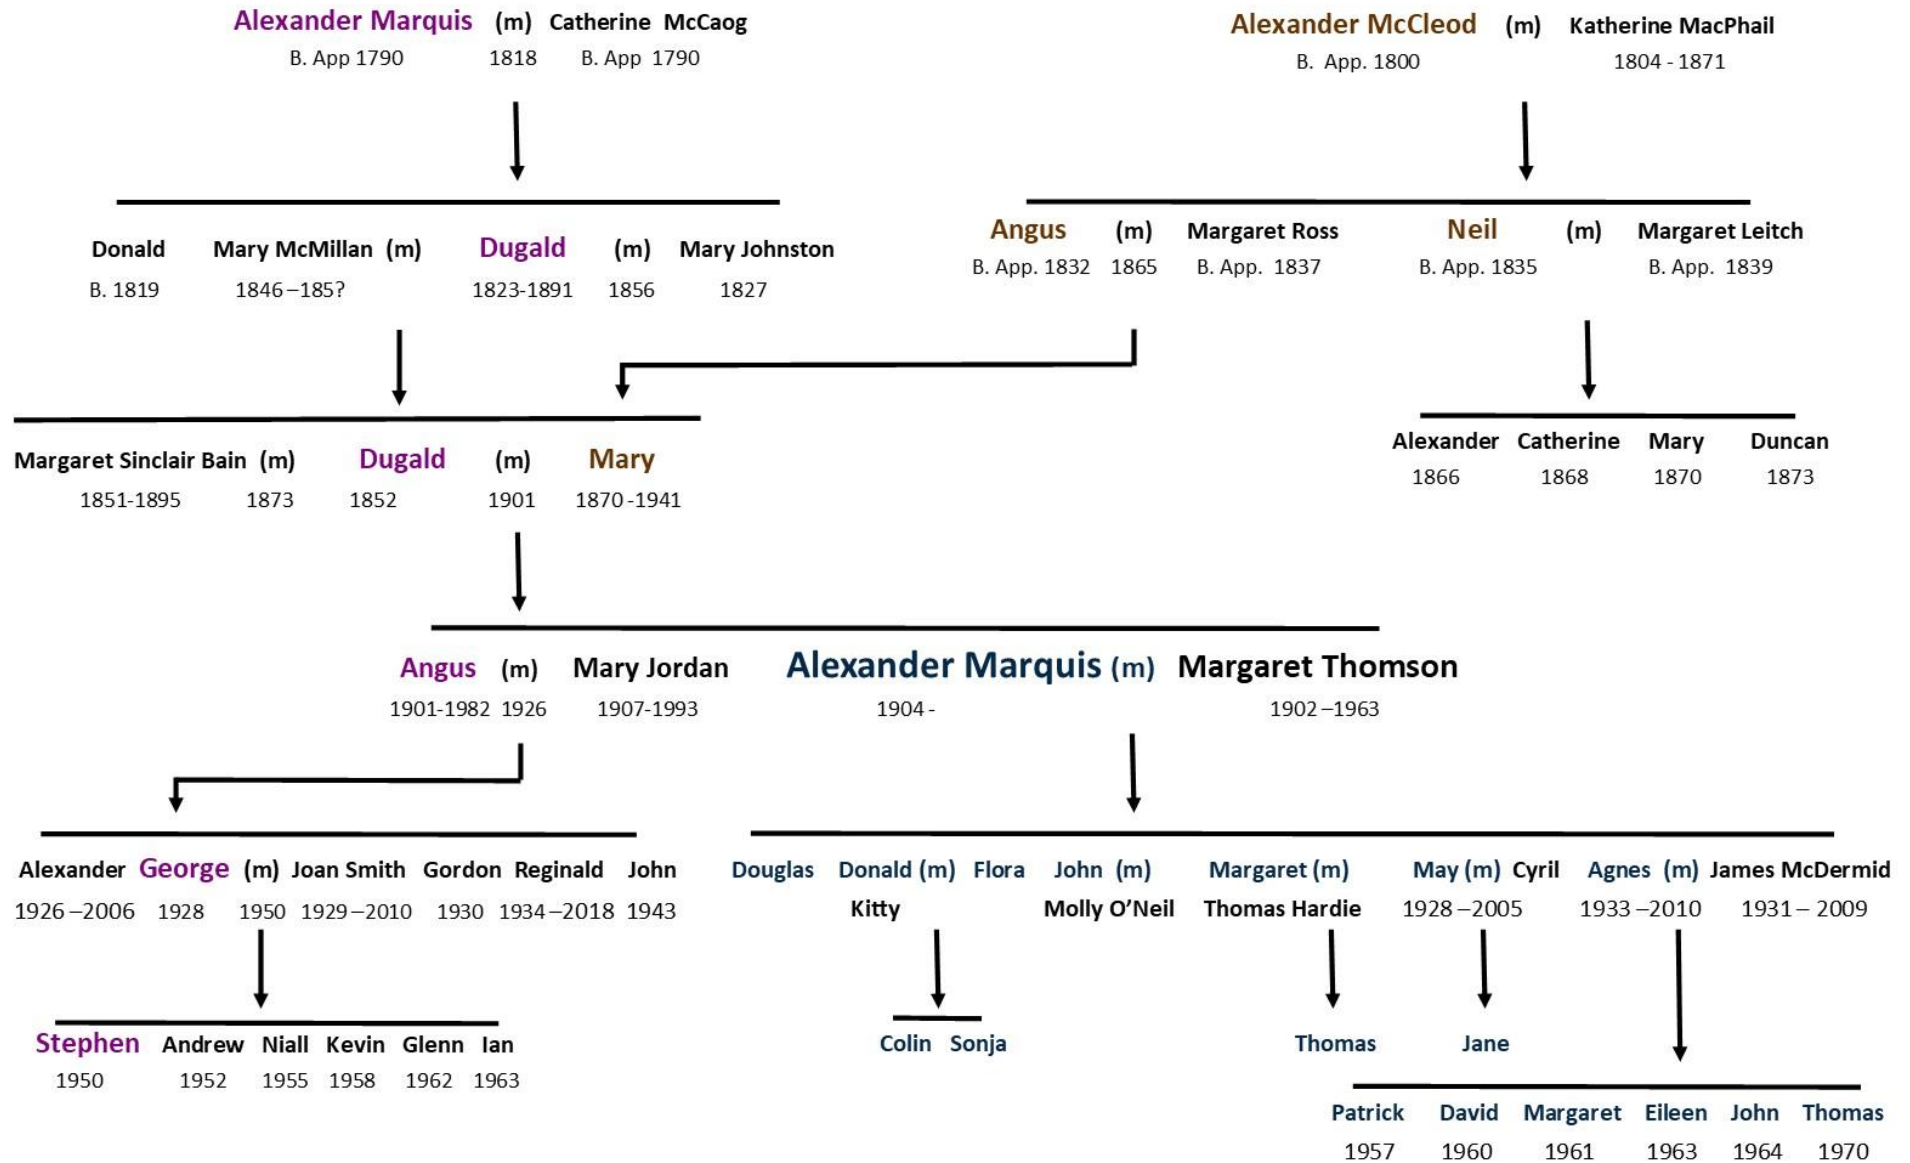 Alexander Marquis (m) Catherine McCaog
B. App 1790 1818 B. App 1790
Alexander McCleod (m) Katherine MacPhail
B. App. 1800 1804 - 1871
Donald Mary McMillan (m) Dugald (m) Mary Johnston
B. 1819 1846 –185? 1823-1891 1856 1827
Angus (m) Margaret Ross Neil (m) Margaret Leitch
B. App. 1832 1865 B. App. 1837 B. App. 1835 B. App. 1839
Margaret Sinclair Bain (m) Dugald (m) Mary
1851-1895 1873 1852 1901 1870 -1941
Alexander Catherine Mary Duncan
1866 1868 1870 1873
Angus (m) Mary Jordan Alexander Marquis (m) Margaret Thomson
1901-1982 1926 1907-1993 1904 - 1902 –1963
Alexander George (m) Joan Smith Gordon Reginald John
1926 –2006 1928 1950 1929 –2010 1930 1934 –2018 1943
Douglas Donald (m) Flora John (m) Margaret (m) May (m) Cyril Agnes (m) James McDermid
Kitty Molly O’Neil Thomas Hardie 1928 –2005 1933 –2010 1931 – 2009
Stephen Andrew Niall Kevin Glenn Ian
1950 1952 1955 1958 1962 1963
Colin Sonja Thomas Jane
Patrick David Margaret Eileen John Thomas
1957 1960 1961 1963 1964 1970